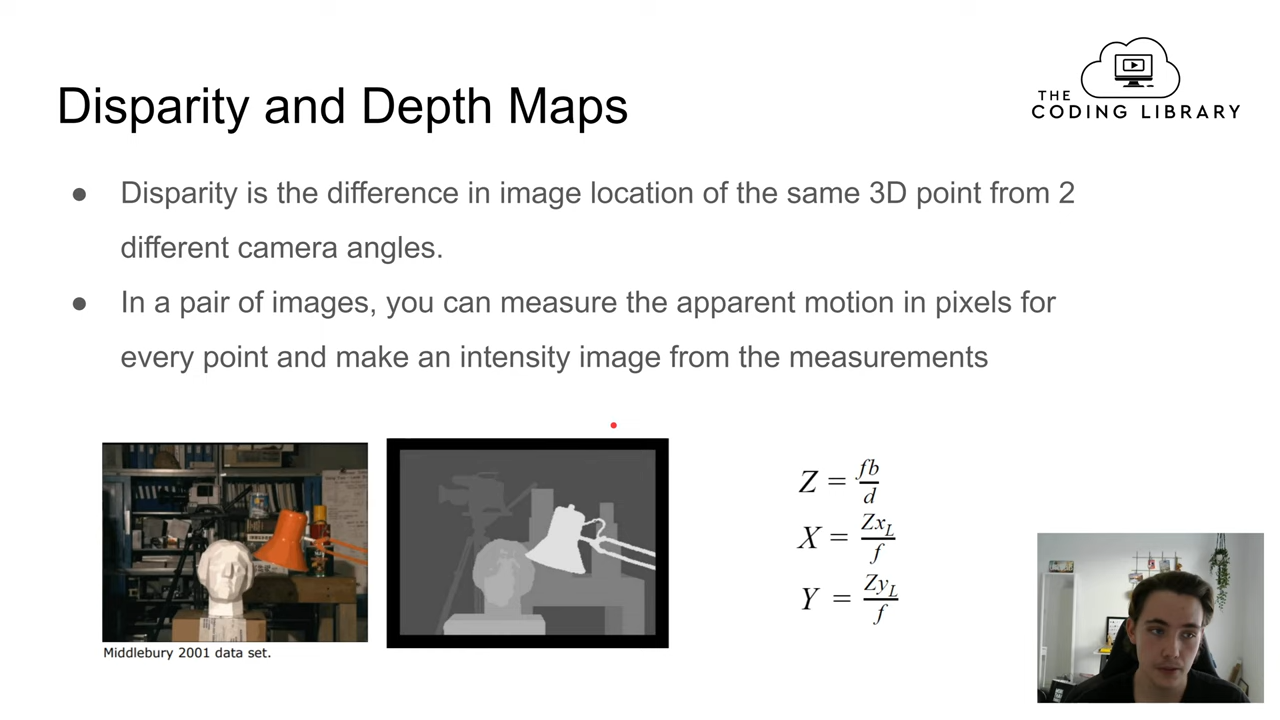 THE
CODING LIBRARY
Disparity and Depth Maps
● Disparity is the difference in image location of the same 3D point from 2
different camera angles.
● In a pair of images, you can measure the apparent motion in pixels for
every point and make an intensity image from the measurements
Z = fb/d
X = Zx_L/f
Y = Zy_L/f
Middlebury 2001 data set.